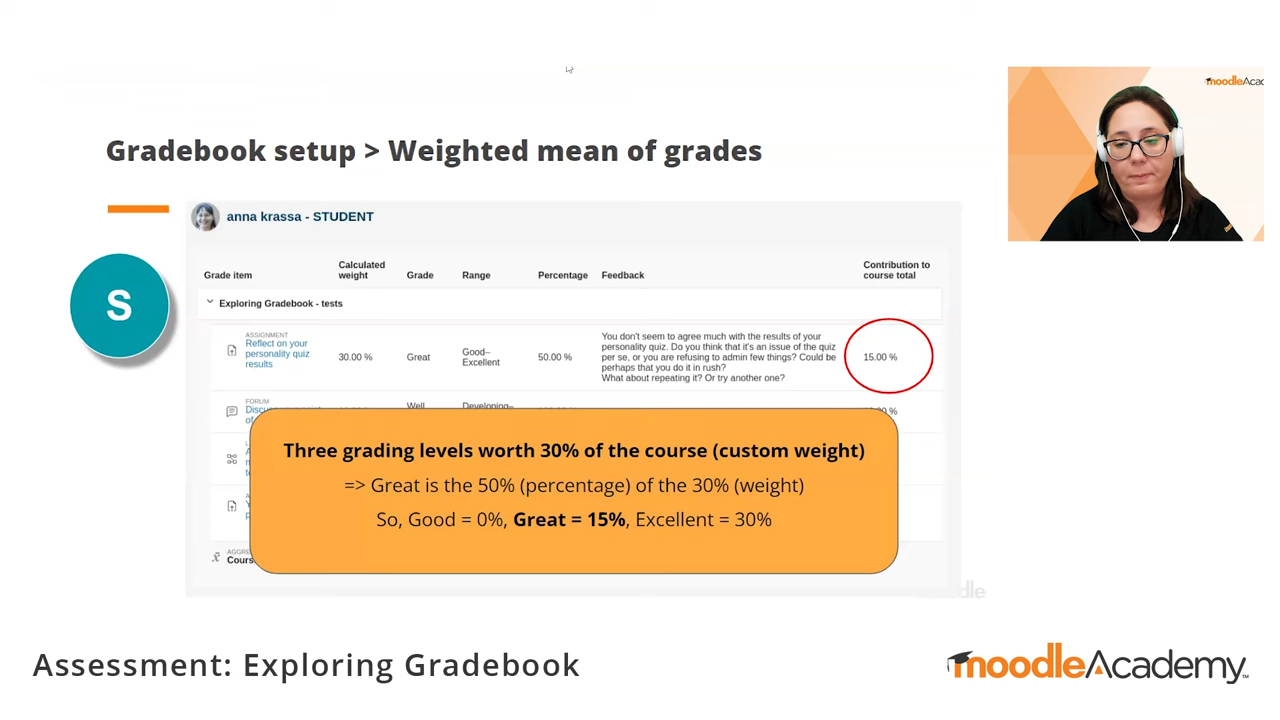 moodleAcad
Gradebook setup > Weighted mean of grades
anna krassa - STUDENT
S
Grade item
Calculated weight
Grade
Range
Percentage
Feedback
Contribution to course total
Exploring Gradebook - tests
ASSIGNMENT
Reflect on your
personality quiz
results
30.00 %
Great
Good–
Excellent
50.00 %
You don't seem to agree much with the results of your
personality quiz. Do you think that it's an issue of the quiz
per se, or you are refusing to admin few things? Could be
perhaps that you do it in rush?
What about repeating it? Or try another one?
15.00 %
FORUM
Well
Developing–
Three grading levels worth 30% of the course (custom weight)
=> Great is the 50% (percentage) of the 30% (weight)
So, Good = 0%, Great = 15%, Excellent = 30%
Assessment: Exploring Gradebook
moodleAcademy™